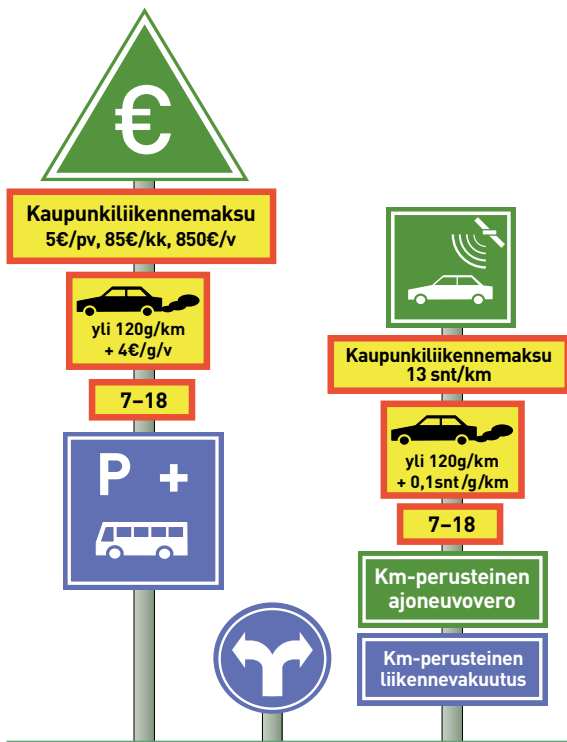 €
Kaupunkiliikennemaksu
5€/pv, 85€/kk, 850€/v
yli 120g/km
+ 4€/g/v
7–18
P +
Kaupunkiliikennemaksu
13 snt/km
yli 120g/km
+ 0,1snt/g/km
7–18
Km-perusteinen
ajoneuvovero
Km-perusteinen
liikennevakuutus